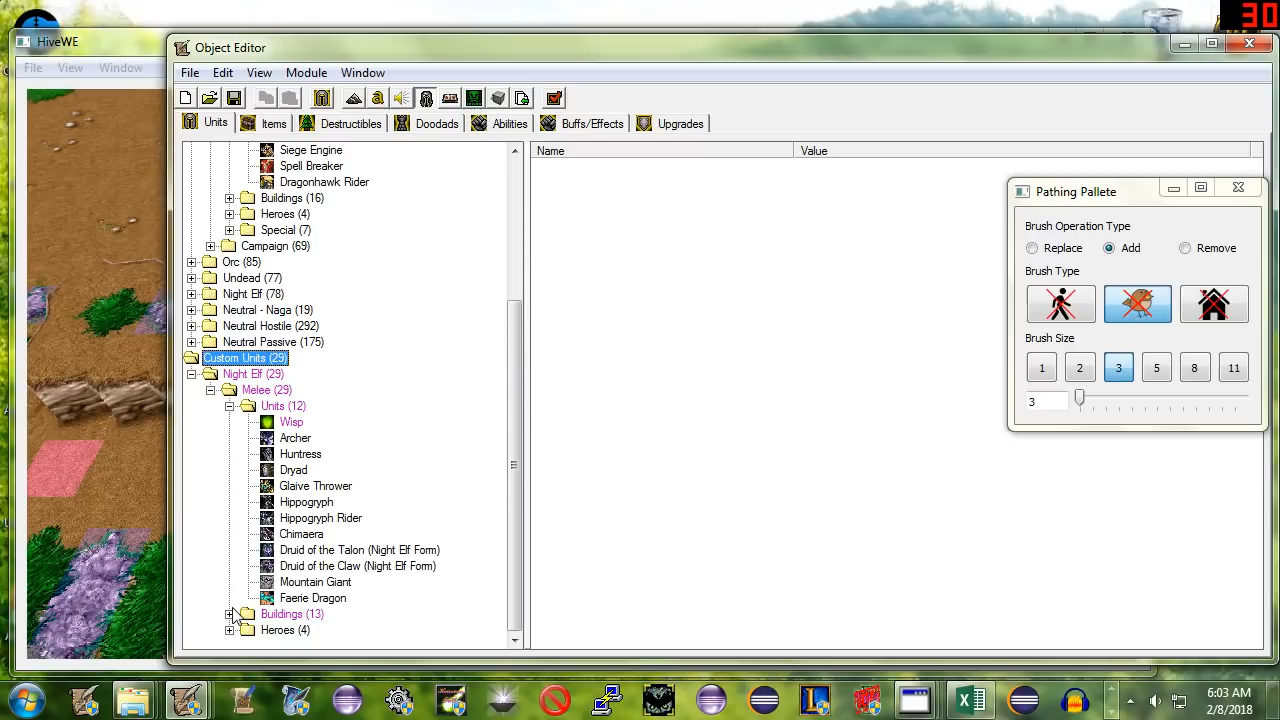 30
HiveWE
File View Window
Object Editor
File Edit View Module Window
Units Items Destructibles Doodads Abilities Buffs/Effects Upgrades
Siege Engine
Spell Breaker
Dragonhawk Rider
Buildings (16)
Heroes (4)
Special (7)
Campaign (69)
Orc (85)
Undead (77)
Night Elf (78)
Neutral - Naga (19)
Neutral Hostile (292)
Neutral Passive (175)
Custom Units (29)
Night Elf (29)
Melee (29)
Units (12)
Wisp
Archer
Huntress
Dryad
Glaive Thrower
Hippogryph
Hippogryph Rider
Chimaera
Druid of the Talon (Night Elf Form)
Druid of the Claw (Night Elf Form)
Mountain Giant
Faerie Dragon
Buildings (13)
Heroes (4)
Name Value
Pathing Pallete
Brush Operation Type
Replace Add Remove
Brush Type
Brush Size
1 2 3 5 8 11
3
6:03 AM
2/8/2018